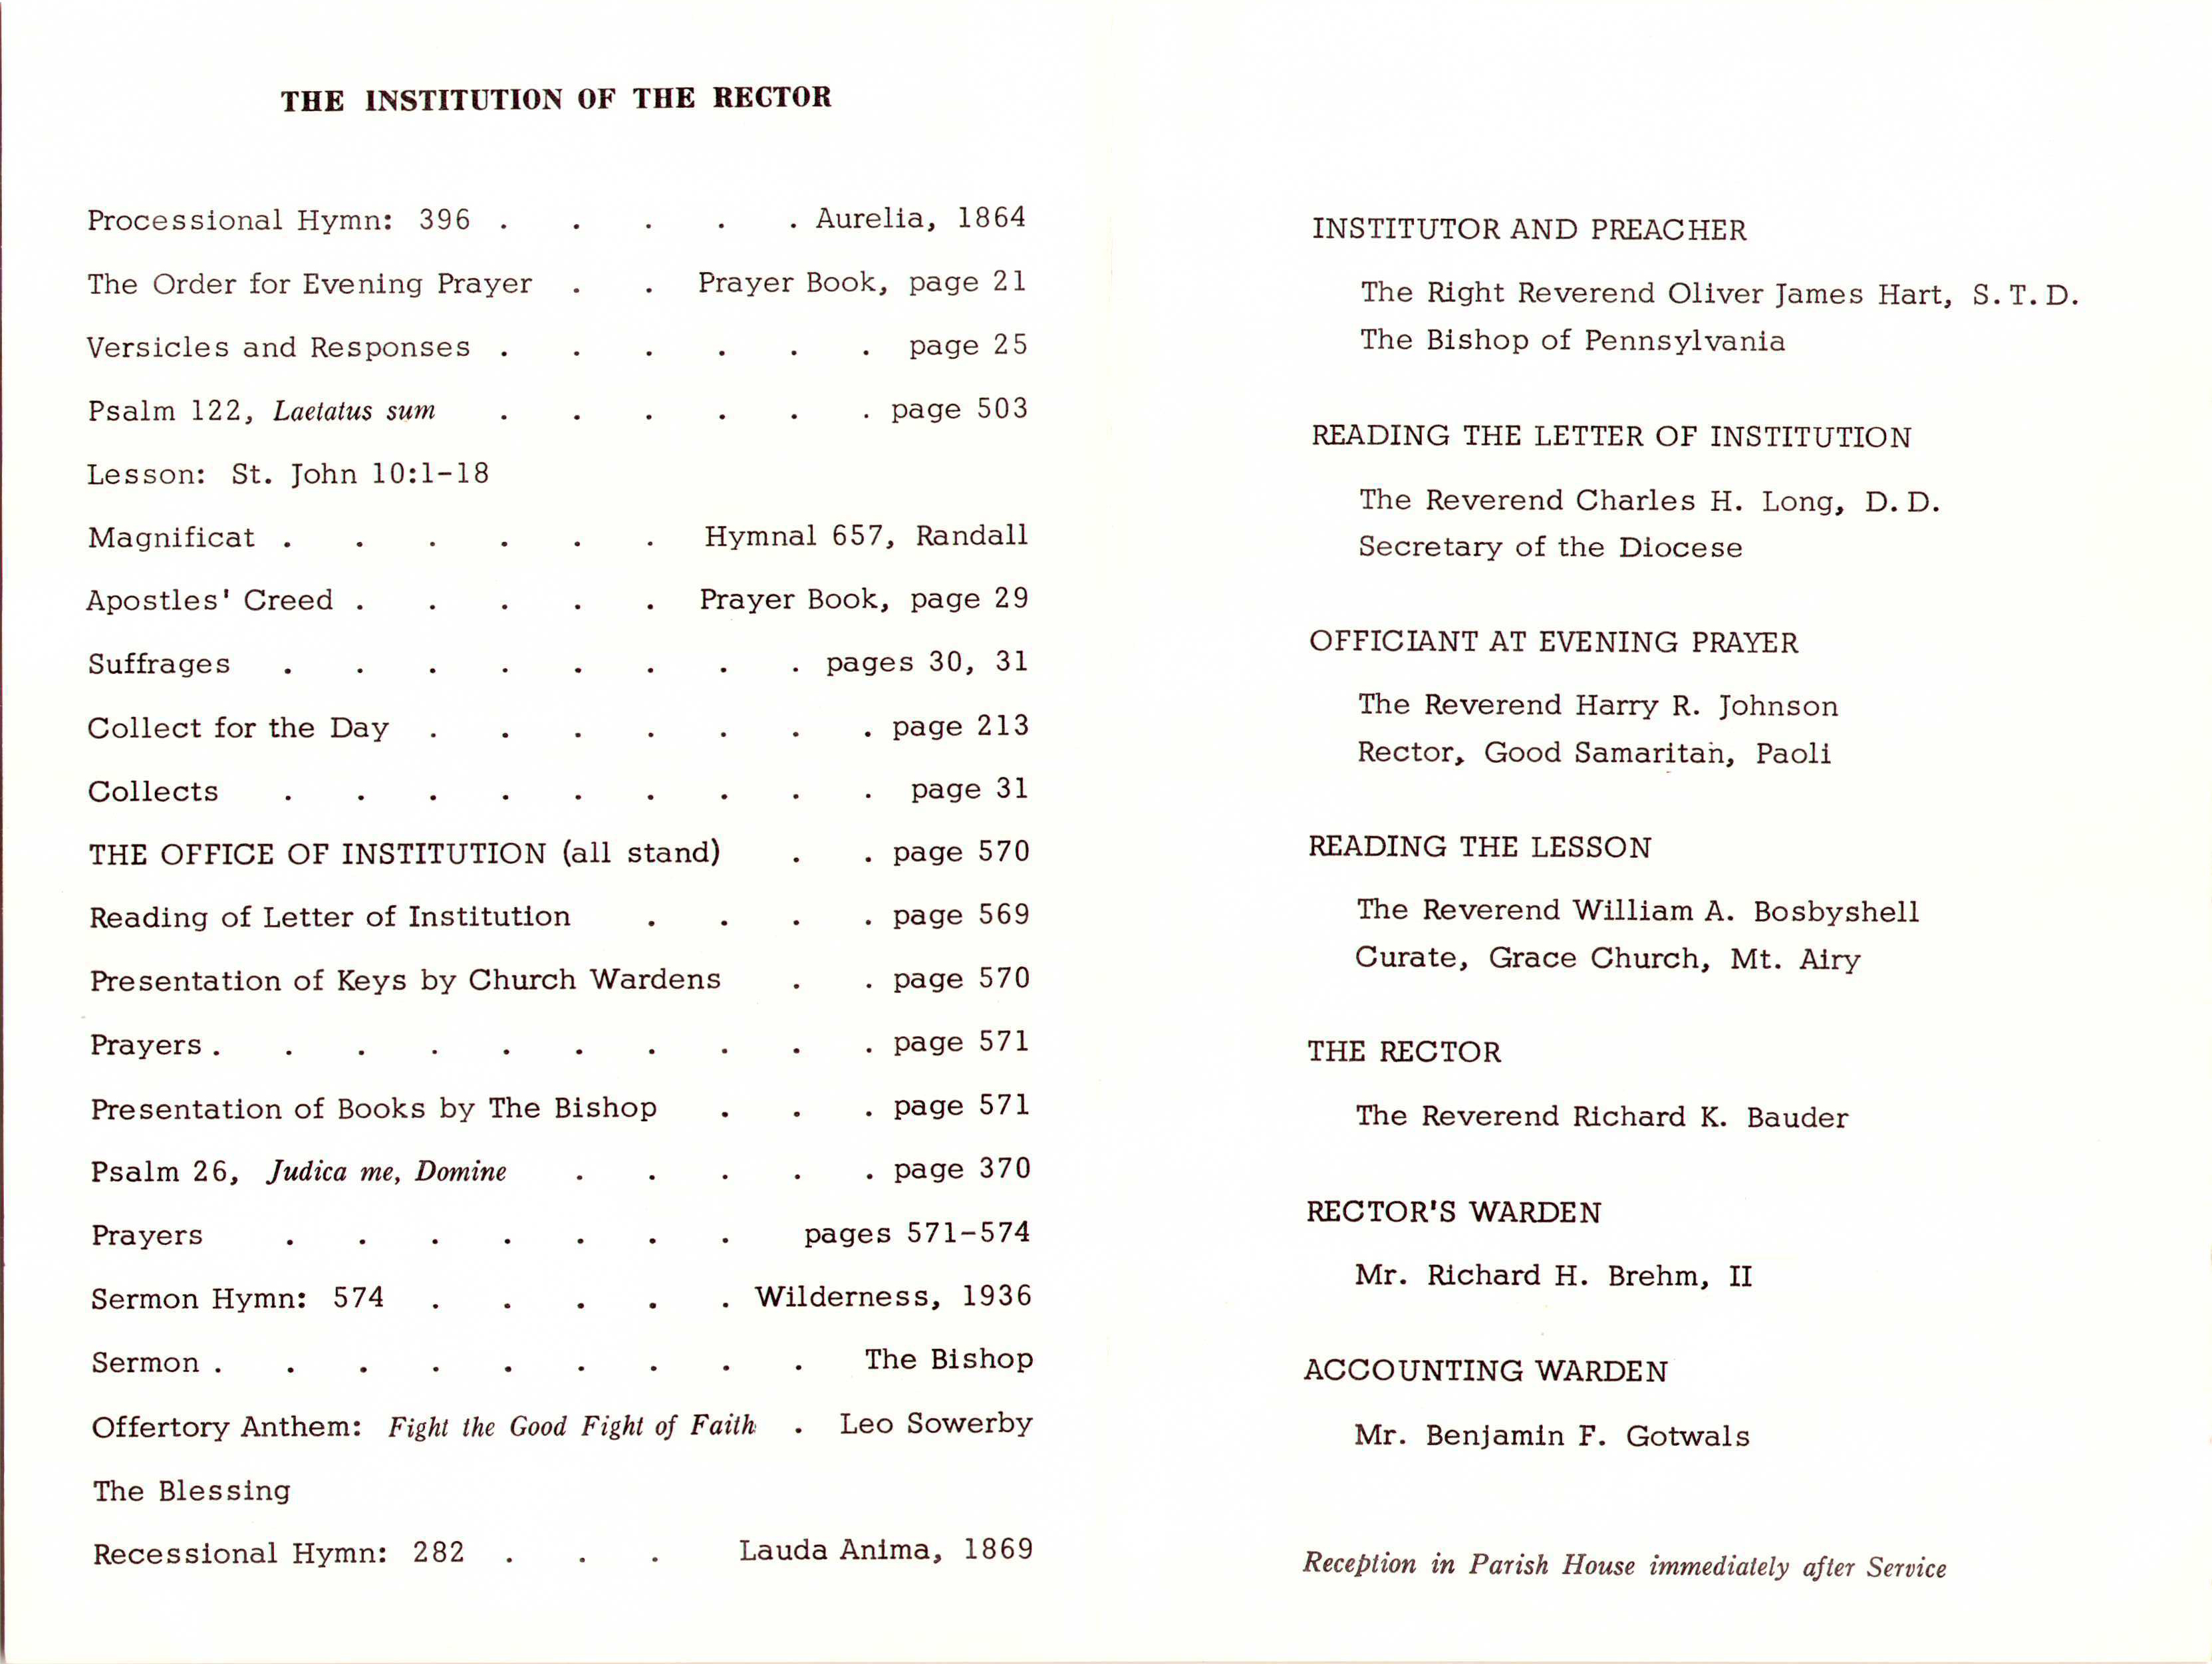 THE INSTITUTION OF THE RECTOR
Processional Hymn: 396 . . . . . Aurelia, 1864
The Order for Evening Prayer . . Prayer Book, page 21
Versicles and Responses . . . . . . page 25
Psalm 122, Laetatus sum . . . . . . page 503
Lesson: St. John 10:1-18
Magnificat . . . . . . Hymnal 657, Randall
Apostles' Creed . . . . . Prayer Book, page 29
Suffrages . . . . . . . . pages 30, 31
Collect for the Day . . . . . . . page 213
Collects . . . . . . . . . page 31
THE OFFICE OF INSTITUTION (all stand) . . page 570
Reading of Letter of Institution . . . . page 569
Presentation of Keys by Church Wardens . . page 570
Prayers . . . . . . . . . . page 571
Presentation of Books by The Bishop . . . page 571
Psalm 26, Judica me, Domine . . . . . page 370
Prayers . . . . . . . pages 571-574
Sermon Hymn: 574 . . . . . Wilderness, 1936
Sermon . . . . . . . . . The Bishop
Offertory Anthem: Fight the Good Fight of Faith . Leo Sowerby
The Blessing
Recessional Hymn: 282 . . . Lauda Anima, 1869
INSTITUTOR AND PREACHER
The Right Reverend Oliver James Hart, S.T.D.
The Bishop of Pennsylvania
READING THE LETTER OF INSTITUTION
The Reverend Charles H. Long, D.D.
Secretary of the Diocese
OFFICIANT AT EVENING PRAYER
The Reverend Harry R. Johnson
Rector, Good Samaritan, Paoli
READING THE LESSON
The Reverend William A. Bosbyshell
Curate, Grace Church, Mt. Airy
THE RECTOR
The Reverend Richard K. Bauder
RECTOR'S WARDEN
Mr. Richard H. Brehm, II
ACCOUNTING WARDEN
Mr. Benjamin F. Gotwals
Reception in Parish House immediately after Service